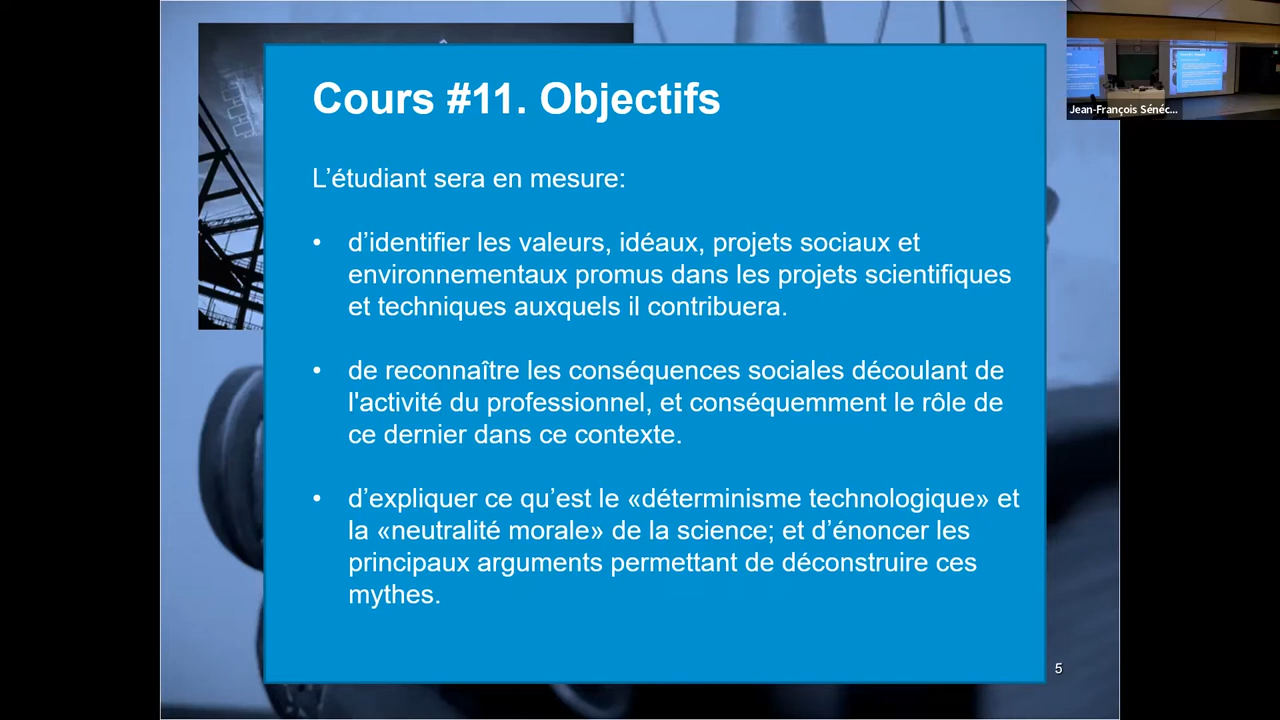 Cours #11. Objectifs
L’étudiant sera en mesure:
• d’identifier les valeurs, idéaux, projets sociaux et
environnementaux promus dans les projets scientifiques
et techniques auxquels il contribuera.
• de reconnaître les conséquences sociales découlant de
l'activité du professionnel, et conséquemment le rôle de
ce dernier dans ce contexte.
• d’expliquer ce qu’est le «déterminisme technologique» et
la «neutralité morale» de la science; et d’énoncer les
principaux arguments permettant de déconstruire ces
mythes.
5
Jean-François Sénéc...